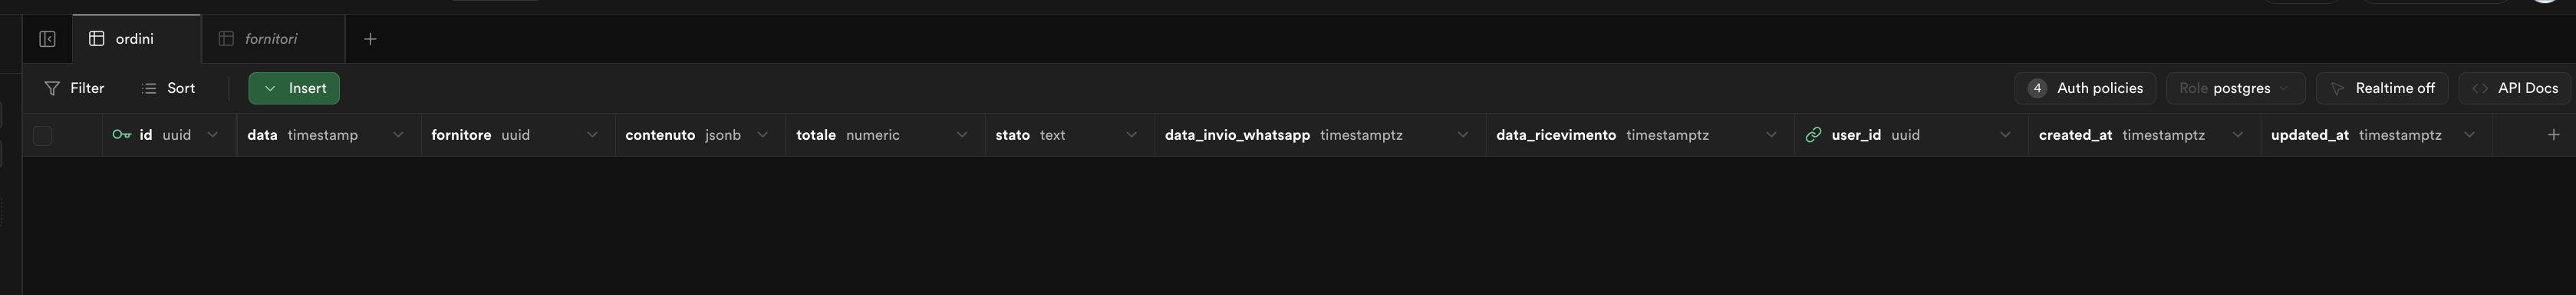 ordini fornitori
Filter Sort Insert 4 Auth policies Role postgres Realtime off API Docs
id uuid data timestamp fornitore uuid contenuto jsonb totale numeric stato text data_invio_whatsapp timestamptz data_ricevimento timestamptz user_id uuid created_at timestamptz updated_at timestamptz